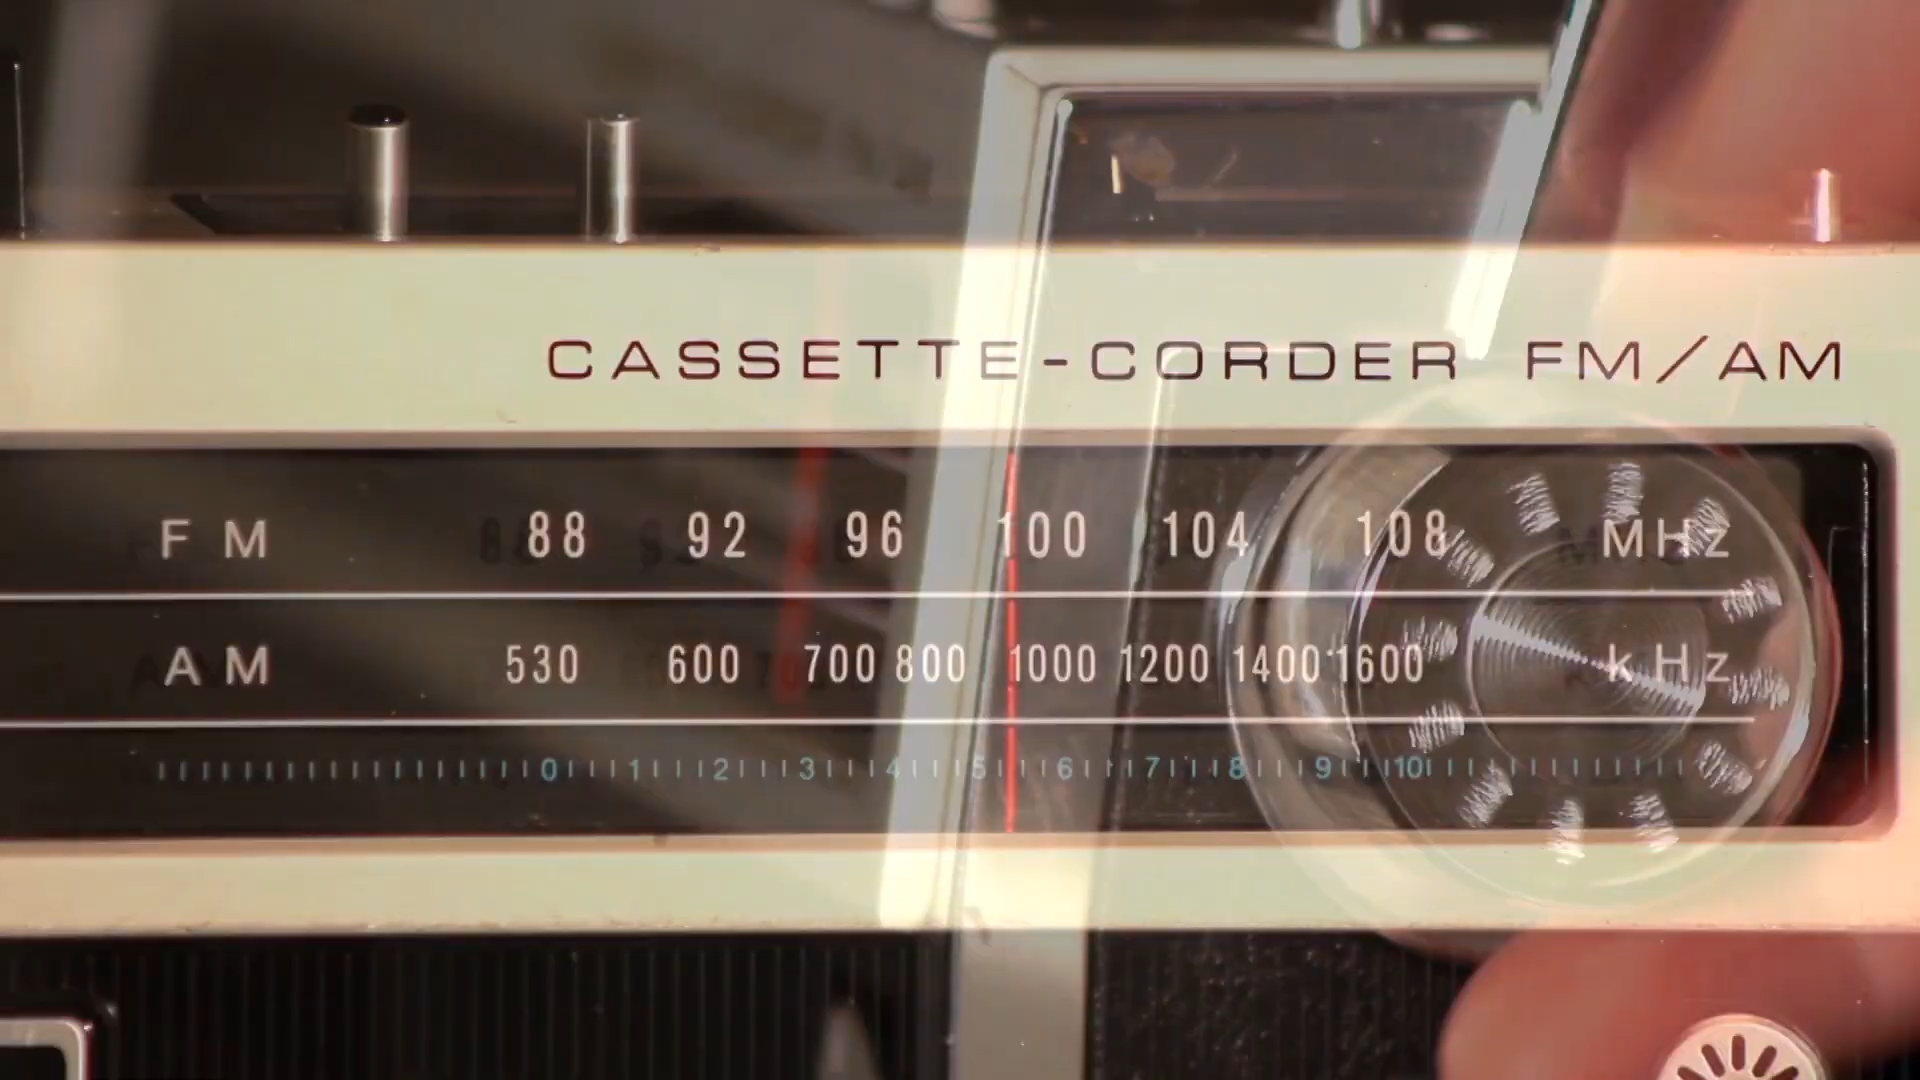 CASSETTE-CORDER FM/AM
FM 88 92 96 100 104 108 MHz
AM 530 600 700 800 1000 1200 1400 1600 kHz
0 1 2 3 4 5 6 7 8 9 10